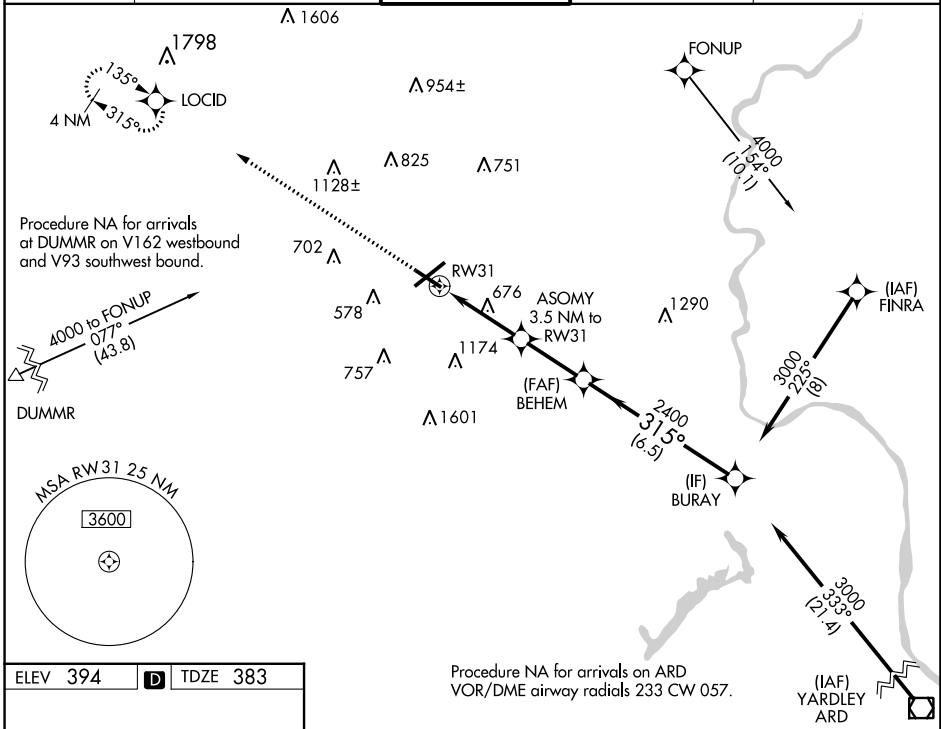 1606
1798
135°
315°
4 NM
LOCID
954±
FONUP
4000
154°
(10.1)
825
751
1128±
Procedure NA for arrivals
at DUMMR on V162 westbound
and V93 southwest bound.
702
RW31
578
676
ASOMY
3.5 NM to
RW31
1290
(IAF)
FINRA
4000 to FONUP
077°
(43.8)
DUMMR
757
1174
(FAF)
BEHEM
3000
225°
(8)
1601
2400
315°
(6.5)
(IF)
BURAY
MSA RW31 25 NM
3600
3000
333°
(21.4)
ELEV 394
D
TDZE 383
Procedure NA for arrivals on ARD
VOR/DME airway radials 233 CW 057.
(IAF)
YARDLEY
ARD